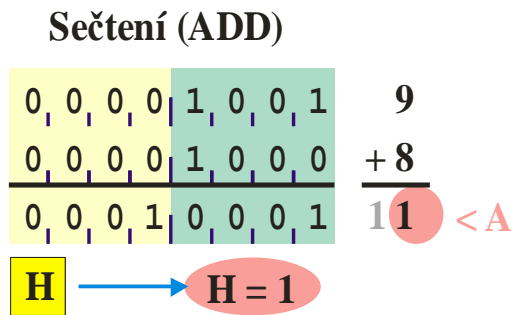 Sečtení (ADD)
0 0 0 0 1 0 0 1 9
0 0 0 0 1 0 0 0 + 8
0 0 0 1 0 0 0 1 1 1 < A
H H = 1